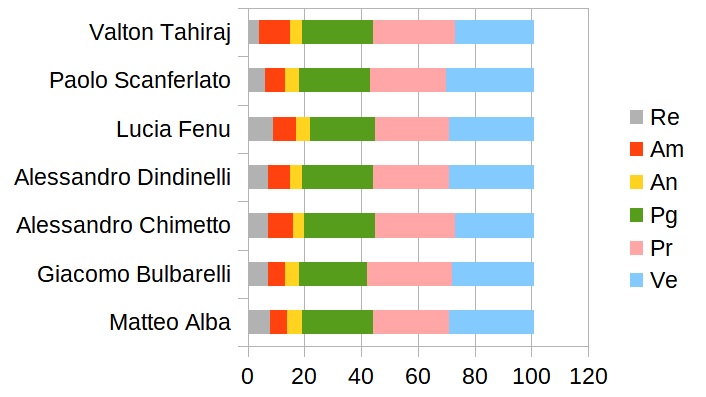 Valton Tahiraj
Paolo Scanferlato
Lucia Fenu
Alessandro Dindinelli
Alessandro Chimetto
Giacomo Bulbarelli
Matteo Alba
0 20 40 60 80 100 120
Re
Am
An
Pg
Pr
Ve